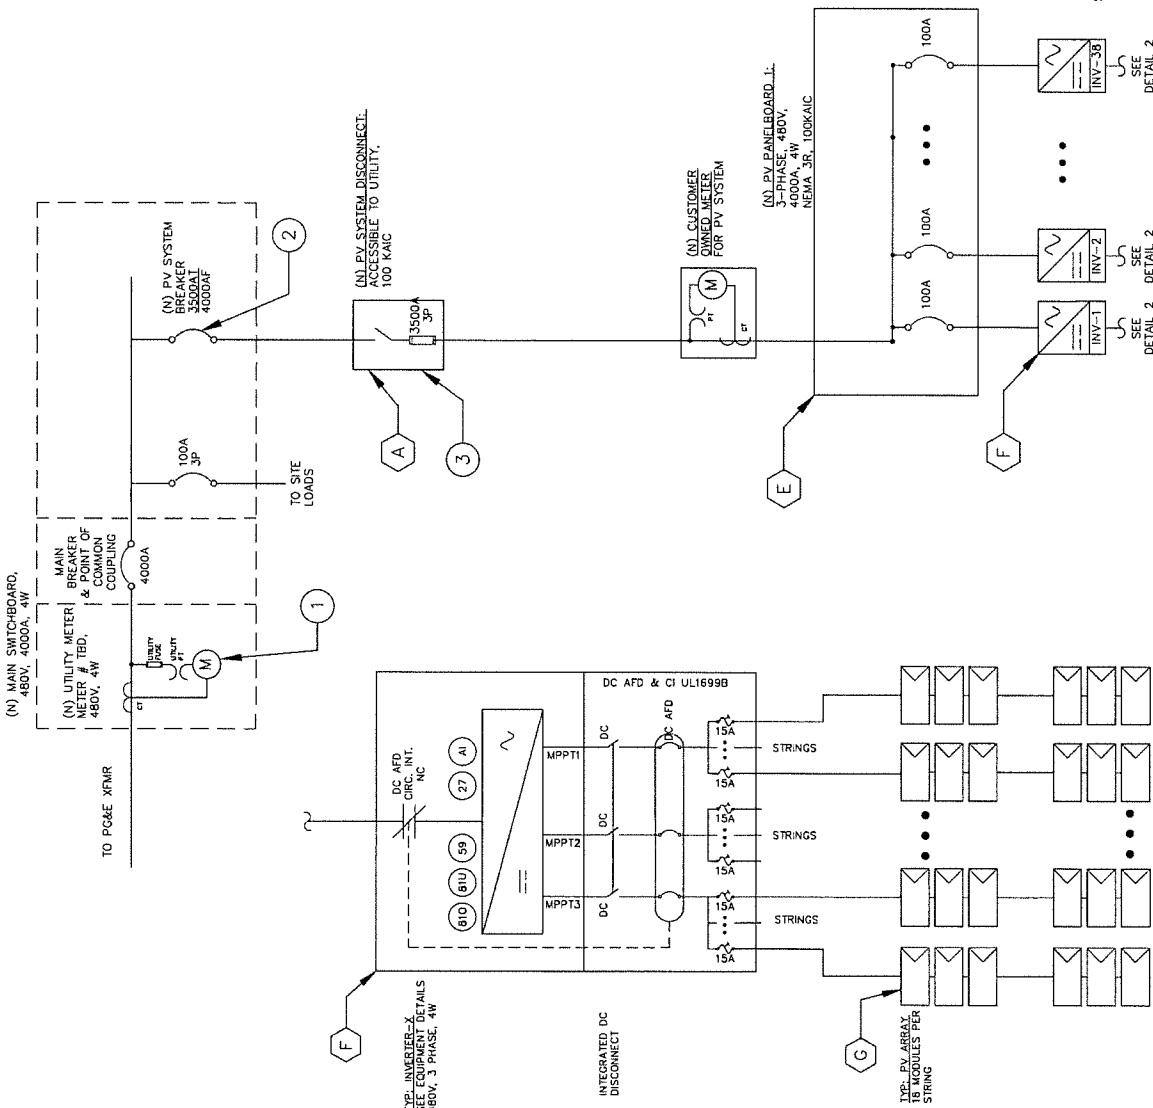 (N) MAIN SWITCHBOARD,
480V, 4000A, 4W
(N) UTILITY METER
METER # TBD,
480V, 4W
CT
UTILITY
FUSE
UTILITY
PT
M
1
TO PG&E XFMR
MAIN
BREAKER
& POINT OF
COMMON
COUPLING
4000A
100A
3P
TO SITE
LOADS
(N) PV SYSTEM
BREAKER
3500AT
4000AF
2
(N) PV SYSTEM DISCONNECT:
ACCESSIBLE TO UTILITY,
100 KAIC
3500A
3P
A
3
(N) CUSTOMER
OWNED METER
FOR PV SYSTEM
M
PT
CT
(N) PV PANELBOARD 1:
3-PHASE, 480V,
4000A, 4W
NEMA 3R, 100KAIC
E
100A
100A
100A
F
INV-1
SEE
DETAIL 2
INV-2
SEE
DETAIL 2
INV-38
SEE
DETAIL 2
F
TYP: INVERTER-X
SEE EQUIPMENT DETAILS
480V, 3 PHASE, 4W
DC AFD
CIRC. INT.
NC
81O
81U
59
27
AI
MPPT1
MPPT2
MPPT3
DC
DC
DC
DC AFD & CI UL1699B
DC AFD
INTEGRATED DC
DISCONNECT
15A
STRINGS
15A
15A
STRINGS
15A
15A
STRINGS
15A
G
TYP: PV ARRAY
18 MODULES PER
STRING